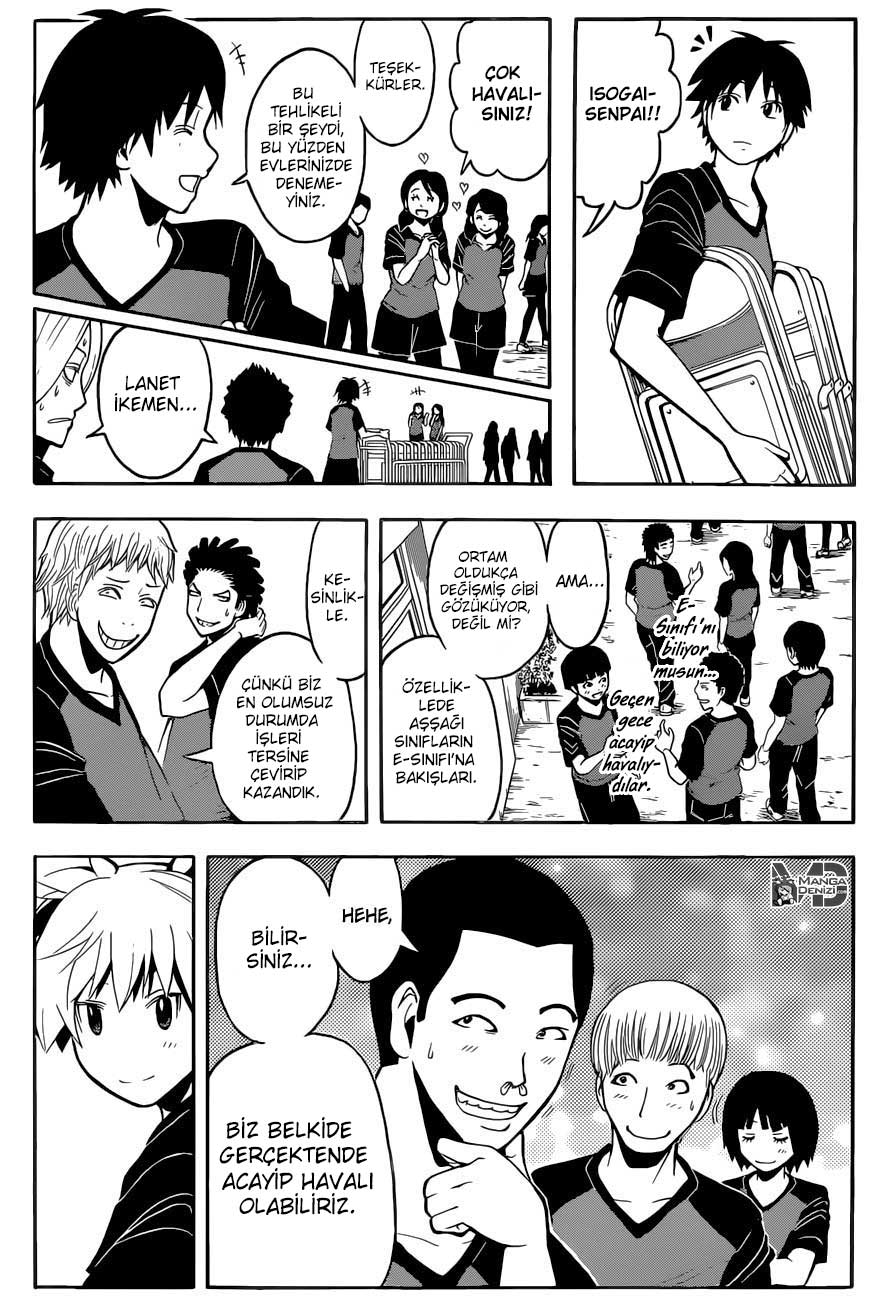 ISOGAI-
SENPAI!!
ÇOK
HAVALI-
SINIZ!
TEŞEK-
KÜRLER.
BU
TEHLİKELİ
BİR ŞEYDİ,
BU YÜZDEN
EVLERİNİZDE
DENEME-
YİNİZ.
LANET
İKEMEN...
AMA...
ORTAM
OLDUKÇA
DEĞİŞMİŞ GİBİ
GÖZÜKÜYOR,
DEĞİL Mİ?
E-
Sınıfı'nı
biliyor
musun...
Geçen
gece
acayip
havalıy-
dılar.
ÖZELLİK-
LEDE
AŞŞAĞI
SINIFLARIN
E-SINIFI'NA
BAKIŞLARI.
KE-
SİNLİK-
LE.
ÇÜNKÜ BİZ
EN OLUMSUZ
DURUMDA
İŞLERİ
TERSİNE
ÇEVİRİP
KAZANDIK.
MANGA
DENİZİ
.COM
HEHE,
BİLİR-
SİNİZ...
BİZ BELKİDE
GERÇEKTENDE
ACAYİP HAVALI
OLABİLİRİZ.